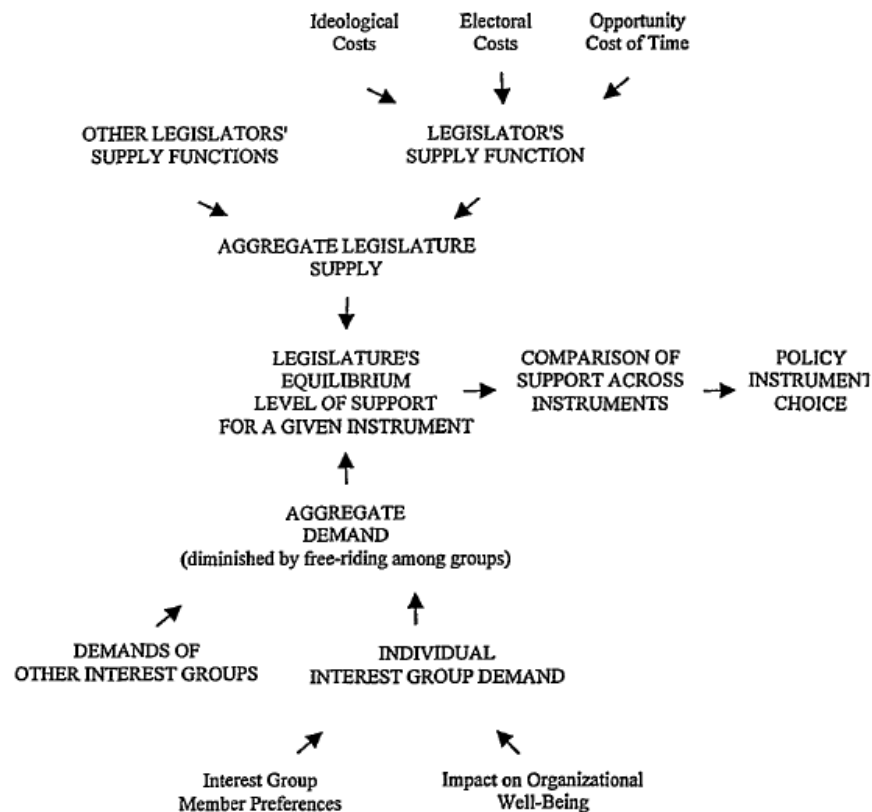 Ideological
Costs
Electoral
Costs
Opportunity
Cost of Time
OTHER LEGISLATORS'
SUPPLY FUNCTIONS
LEGISLATOR'S
SUPPLY FUNCTION
AGGREGATE LEGISLATURE
SUPPLY
LEGISLATURE'S
EQUILIBRIUM
LEVEL OF SUPPORT
FOR A GIVEN INSTRUMENT
COMPARISON OF
SUPPORT ACROSS
INSTRUMENTS
POLICY
INSTRUMENT
CHOICE
AGGREGATE
DEMAND
(diminished by free-riding among groups)
DEMANDS OF
OTHER INTEREST GROUPS
INDIVIDUAL
INTEREST GROUP DEMAND
Interest Group
Member Preferences
Impact on Organizational
Well-Being